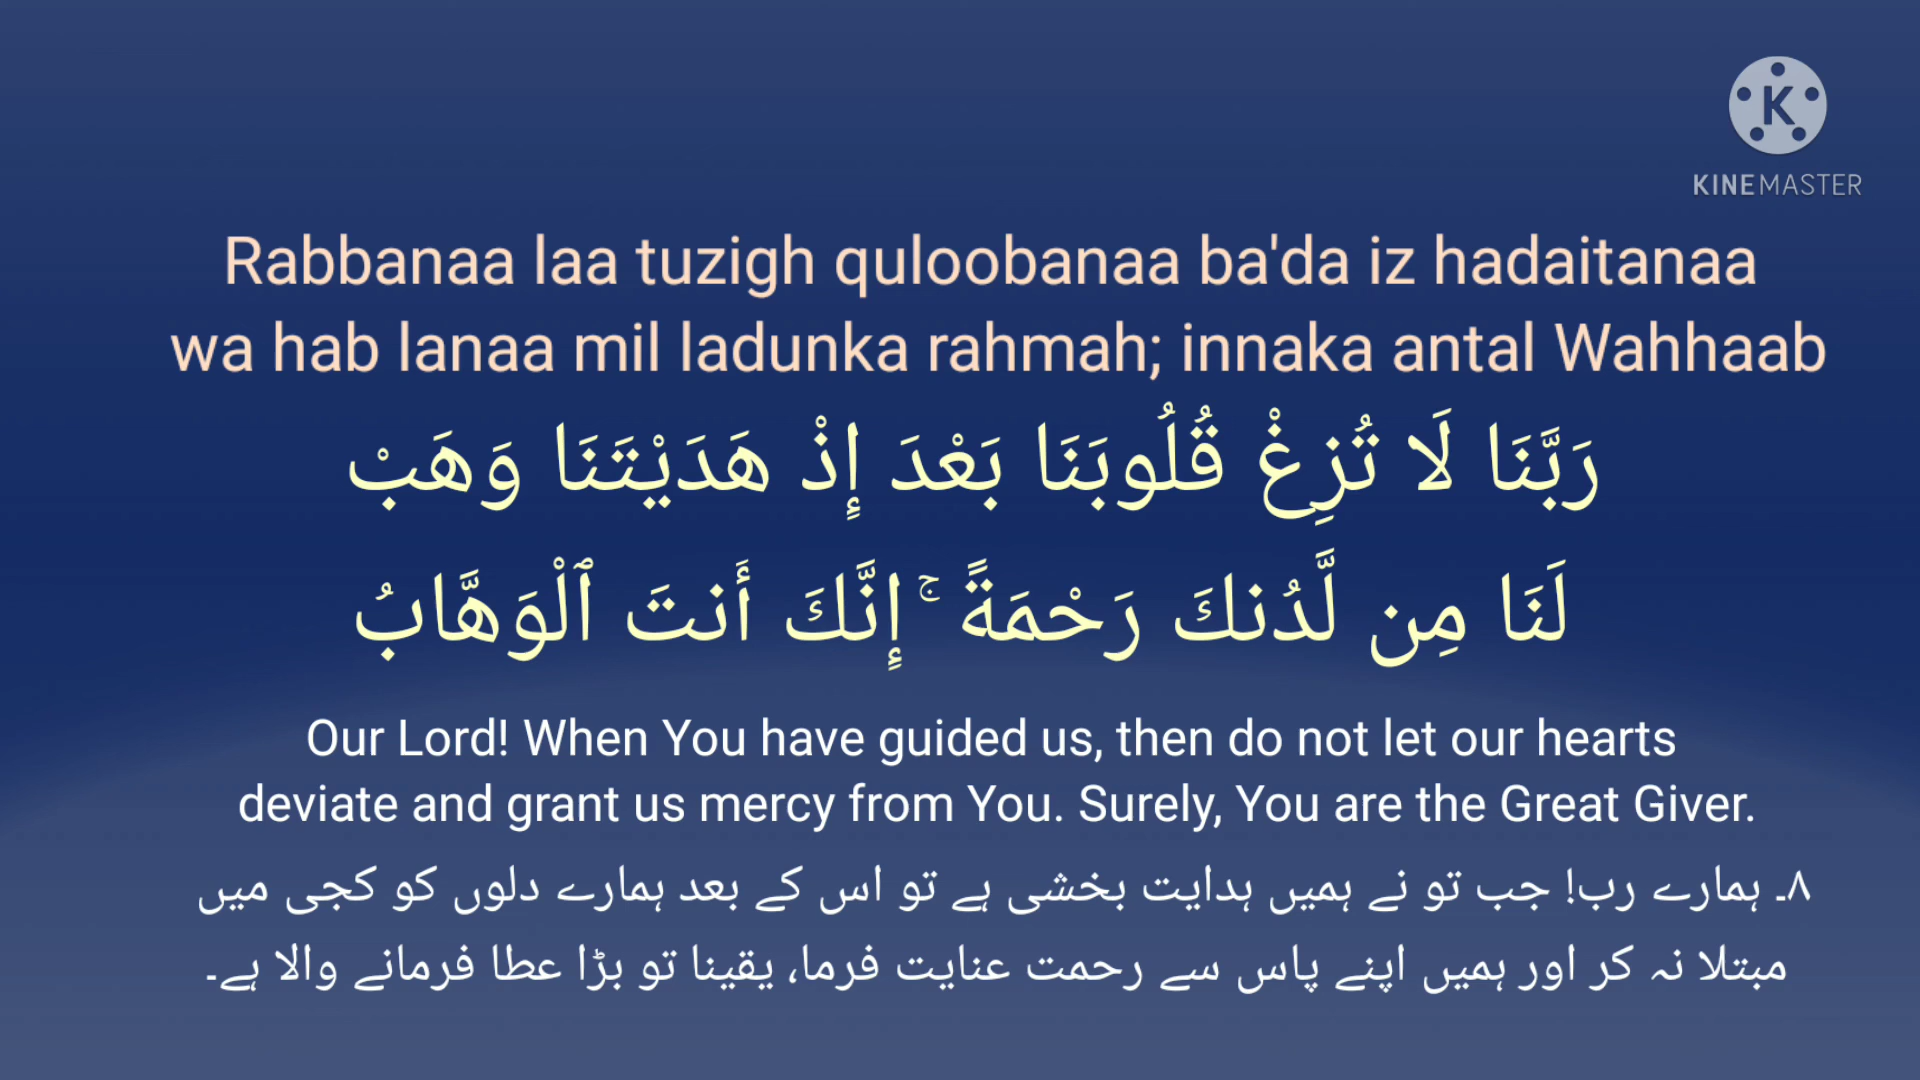 K
KINEMASTER
Rabbanaa laa tuzigh quloobanaa ba'da iz hadaitanaa
wa hab lanaa mil ladunka rahmah; innaka antal Wahhaab
رَبَّنَا لَا تُزِغْ قُلُوبَنَا بَعْدَ إِذْ هَدَيْتَنَا وَهَبْ
لَنَا مِن لَّدُنكَ رَحْمَةً ۚ إِنَّكَ أَنتَ ٱلْوَهَّابُ
Our Lord! When You have guided us, then do not let our hearts
deviate and grant us mercy from You. Surely, You are the Great Giver.
۸۔ ہمارے رب! جب تو نے ہمیں ہدایت بخشی ہے تو اس کے بعد ہمارے دلوں کو کجی میں
مبتلا نہ کر اور ہمیں اپنے پاس سے رحمت عنایت فرما، یقینا تو بڑا عطا فرمانے والا ہے۔